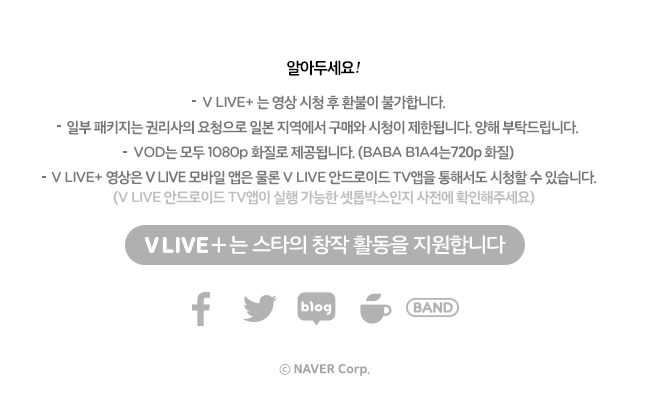 알아두세요!
- V LIVE+ 는 영상 시청 후 환불이 불가합니다.
- 일부 패키지는 권리사의 요청으로 일본 지역에서 구매와 시청이 제한됩니다. 양해 부탁드립니다.
- VOD는 모두 1080p 화질로 제공됩니다. (BABA B1A4는720p 화질)
- V LIVE+ 영상은 V LIVE 모바일 앱은 물론 V LIVE 안드로이드 TV앱을 통해서도 시청할 수 있습니다.
(V LIVE 안드로이드 TV앱이 실행 가능한 셋톱박스인지 사전에 확인해주세요)
V LIVE+는 스타의 창작 활동을 지원합니다
f blog BAND
ⓒ NAVER Corp.